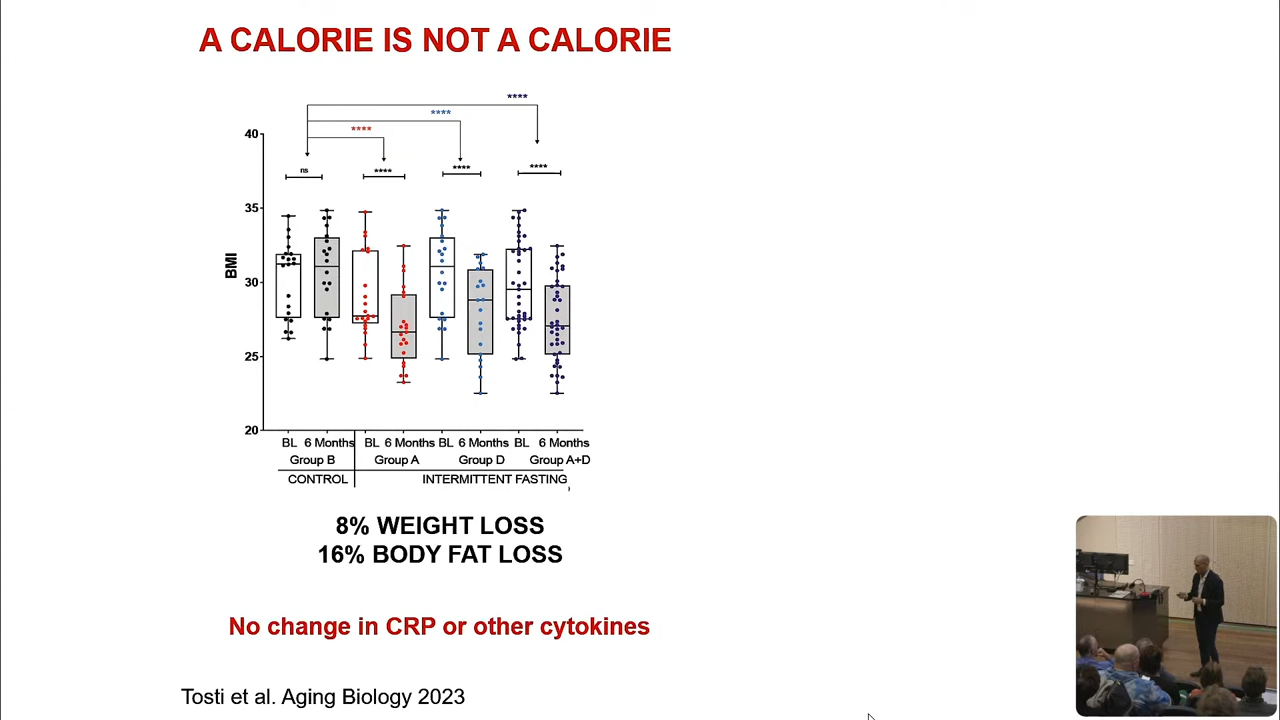 A CALORIE IS NOT A CALORIE
****
****
****
40
ns
****
****
****
35
BMI
30
25
20
BL 6 Months BL 6 Months BL 6 Months BL 6 Months
Group B Group A Group D Group A+D
CONTROL INTERMITTENT FASTING,
8% WEIGHT LOSS
16% BODY FAT LOSS
No change in CRP or other cytokines
Tosti et al. Aging Biology 2023